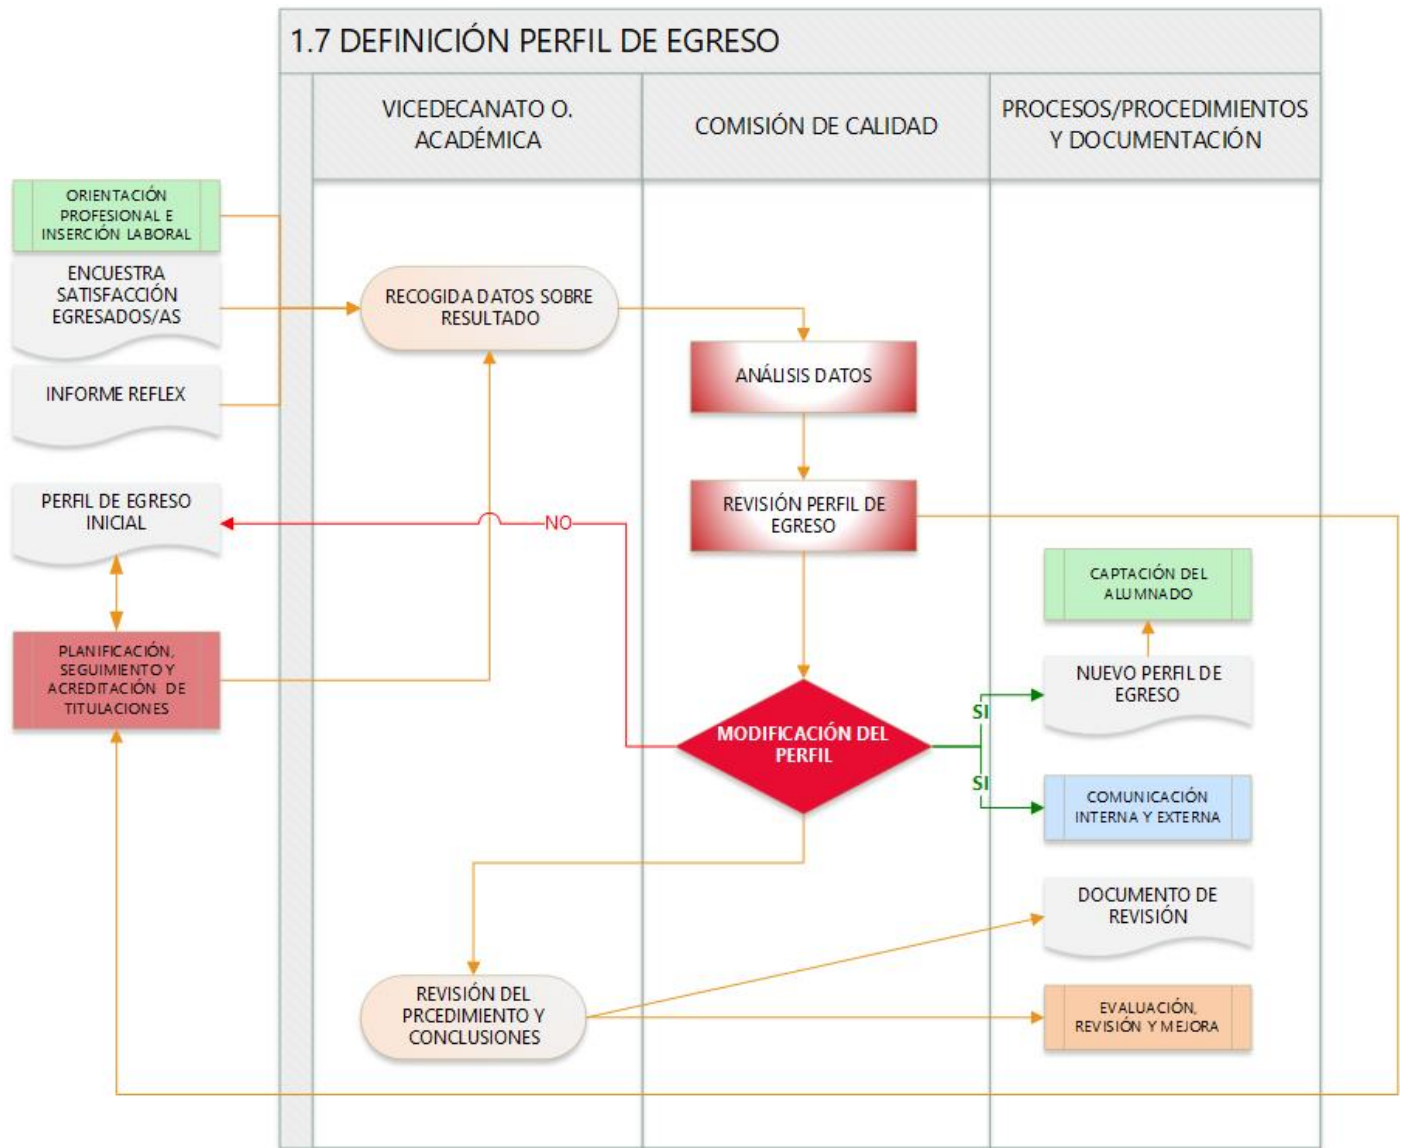 1.7 DEFINICIÓN PERFIL DE EGRESO
VICEDECANATO O.
ACADÉMICA
COMISIÓN DE CALIDAD
PROCESOS/PROCEDIMIENTOS
Y DOCUMENTACIÓN
ORIENTACIÓN
PROFESIONAL E
INSERCIÓN LABORAL
ENCUESTRA
SATISFACCIÓN
EGRESADOS/AS
INFORME REFLEX
RECOGIDA DATOS SOBRE
RESULTADO
ANÁLISIS DATOS
REVISIÓN PERFIL DE
EGRESO
PERFIL DE EGRESO
INICIAL
NO
PLANIFICACIÓN,
SEGUIMIENTO Y
ACREDITACIÓN DE
TITULACIONES
MODIFICACIÓN DEL
PERFIL
SI
SI
CAPTACIÓN DEL
ALUMNADO
NUEVO PERFIL DE
EGRESO
COMUNICACIÓN
INTERNA Y EXTERNA
DOCUMENTO DE
REVISIÓN
REVISIÓN DEL
PRCEDIMIENTO Y
CONCLUSIONES
EVALUACIÓN,
REVISIÓN Y MEJORA